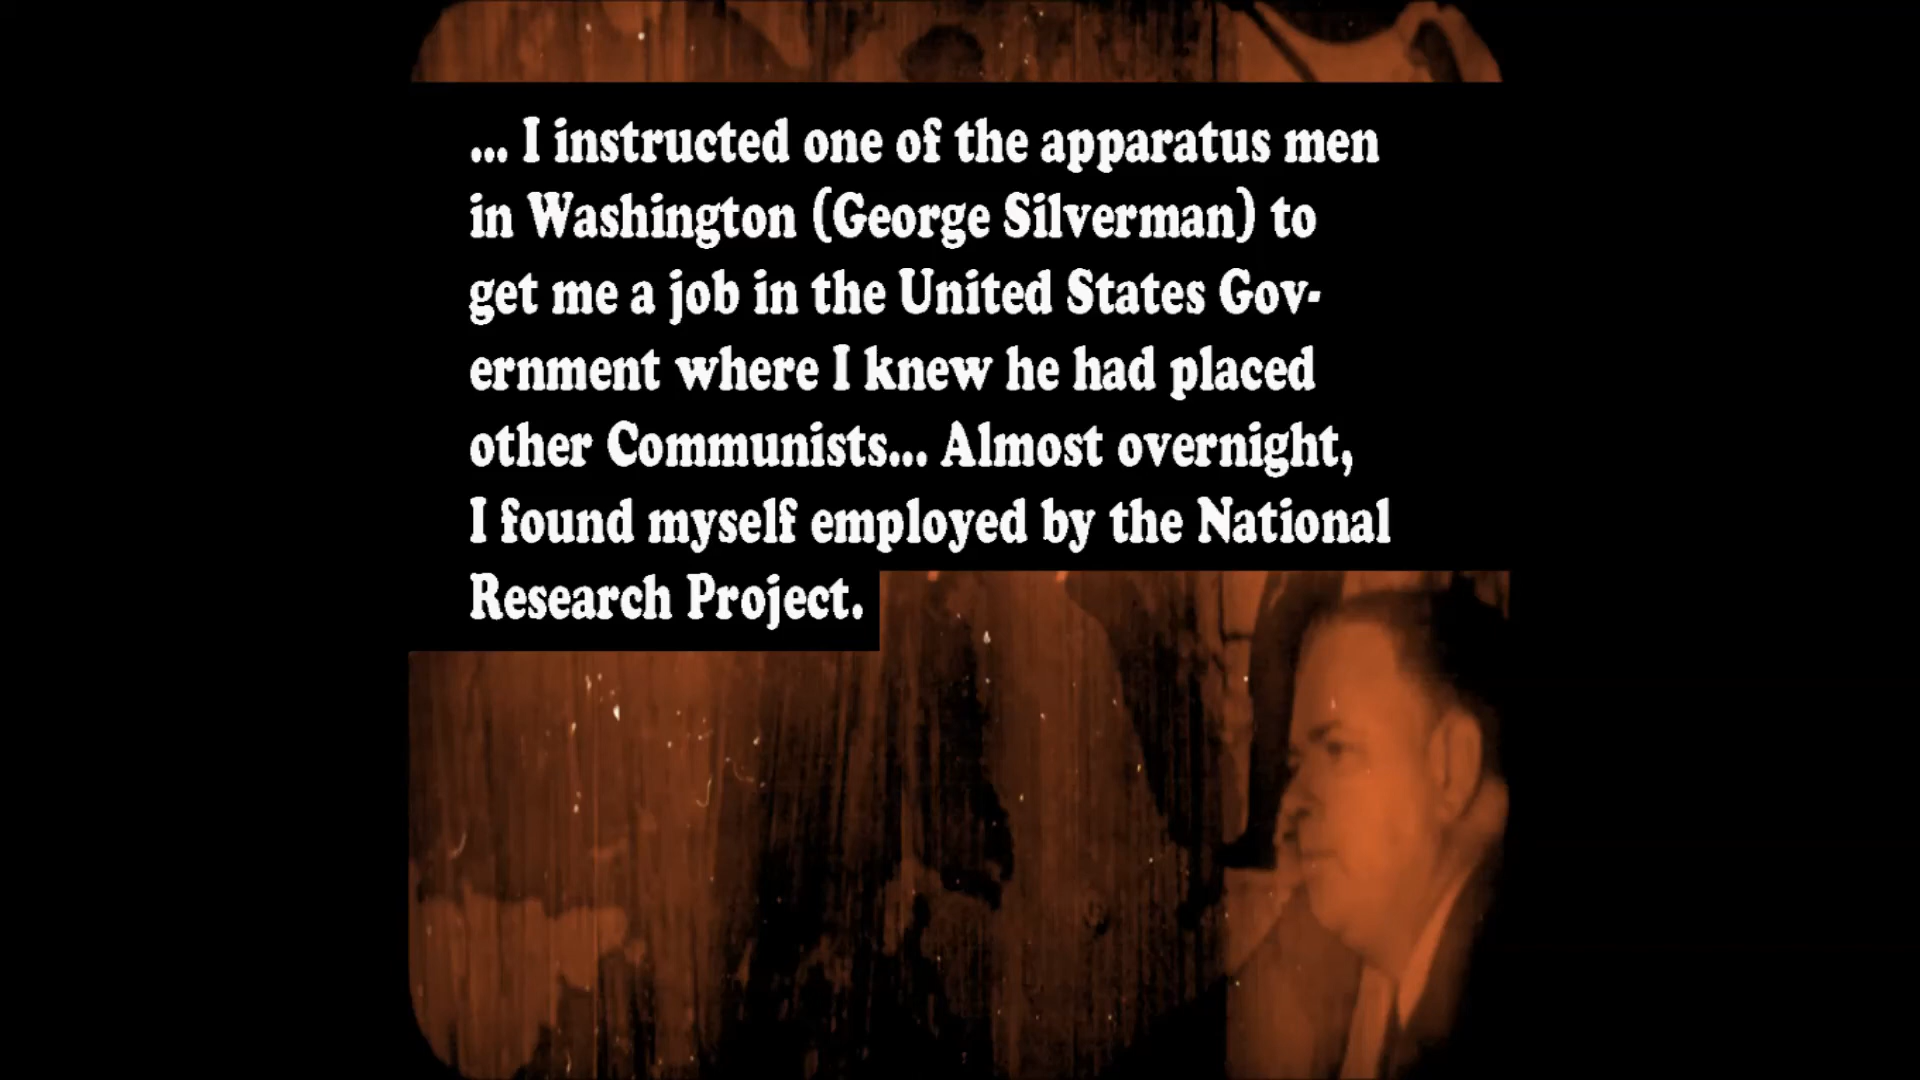 ... I instructed one of the apparatus men
in Washington (George Silverman) to
get me a job in the United States Gov-
ernment where I knew he had placed
other Communists... Almost overnight,
I found myself employed by the National
Research Project.